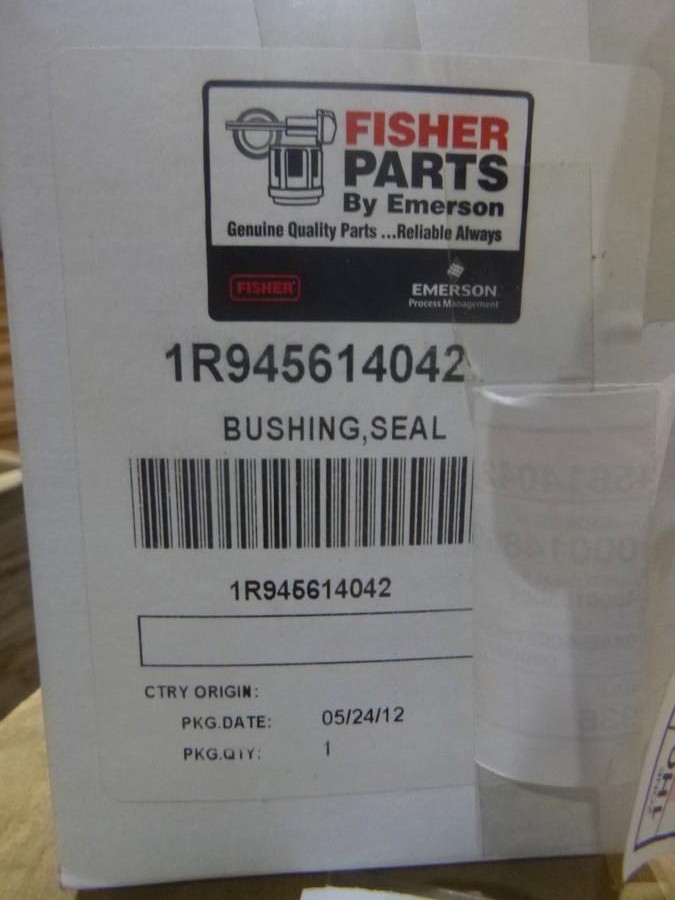 FISHER
PARTS
By Emerson
Genuine Quality Parts ...Reliable Always
FISHER
EMERSON
Process Management
1R945614042
BUSHING,SEAL
1R945614042
CTRY ORIGIN:
PKG.DATE: 05/24/12
PKG.QTY: 1